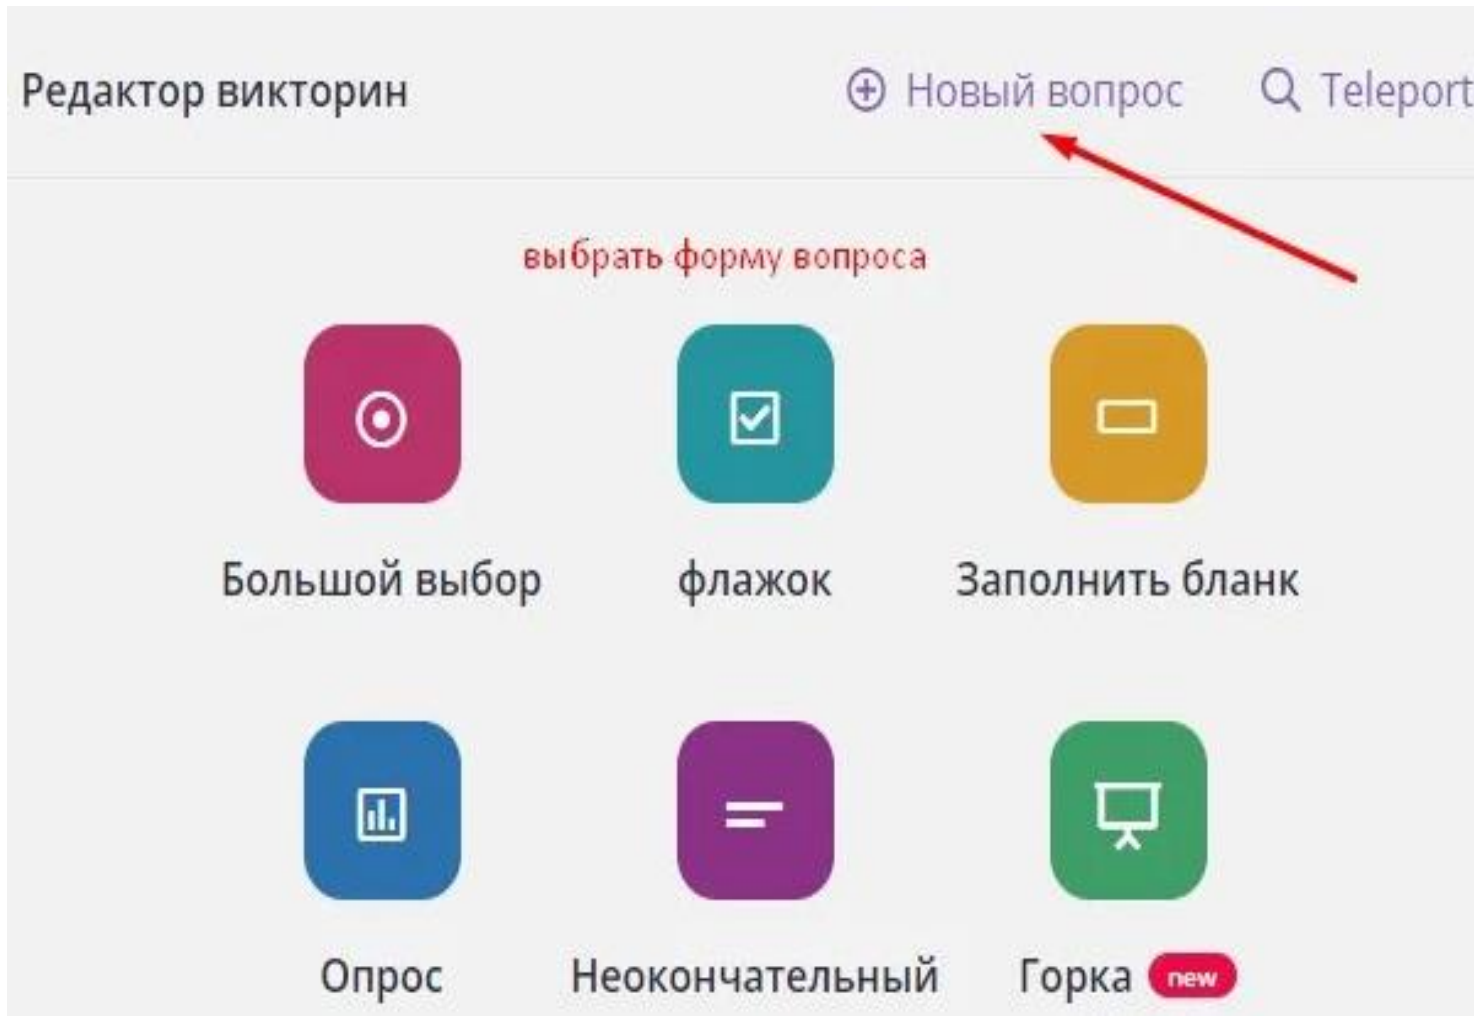 Редактор викторин Новый вопрос Teleport
выбрать форму вопроса
Большой выбор флажок Заполнить бланк
Опрос Неокончательный Горка new